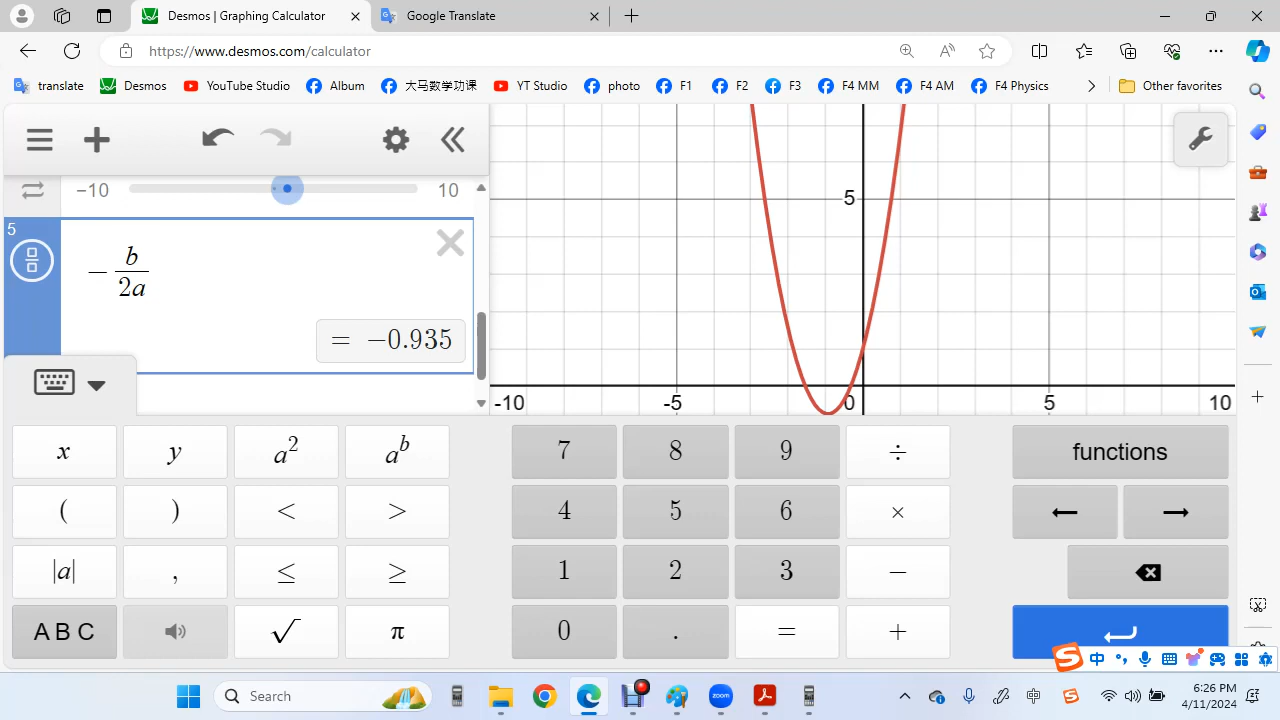 Desmos | Graphing Calculator
Google Translate
https://www.desmos.com/calculator
translate
Desmos
YouTube Studio
Album
大马数学功课
YT Studio
photo
F1
F2
F3
F4 MM
F4 AM
F4 Physics
Other favorites
−10
10
5
− b
2a
= −0.935
5
-10
-5
0
5
10
x
y
a²
aᵇ
7
8
9
÷
functions
(
)
<
>
4
5
6
×
←
→
|a|
,
≤
≥
1
2
3
−
A B C
√
π
0
.
=
+
中
Search
zoom
6:26 PM
4/11/2024